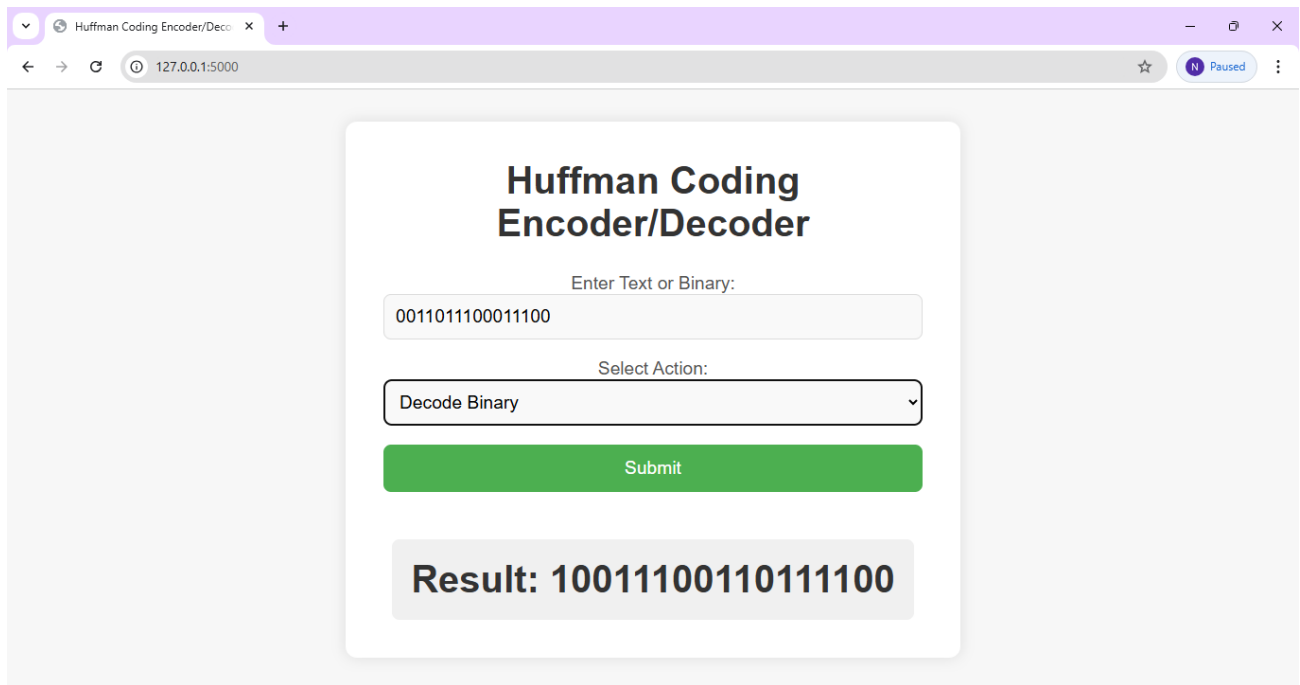 Huffman Coding Encoder/Deco
127.0.0.1:5000
N Paused
Huffman Coding
Encoder/Decoder
Enter Text or Binary:
0011011100011100
Select Action:
Decode Binary
Submit
Result: 10011100110111100